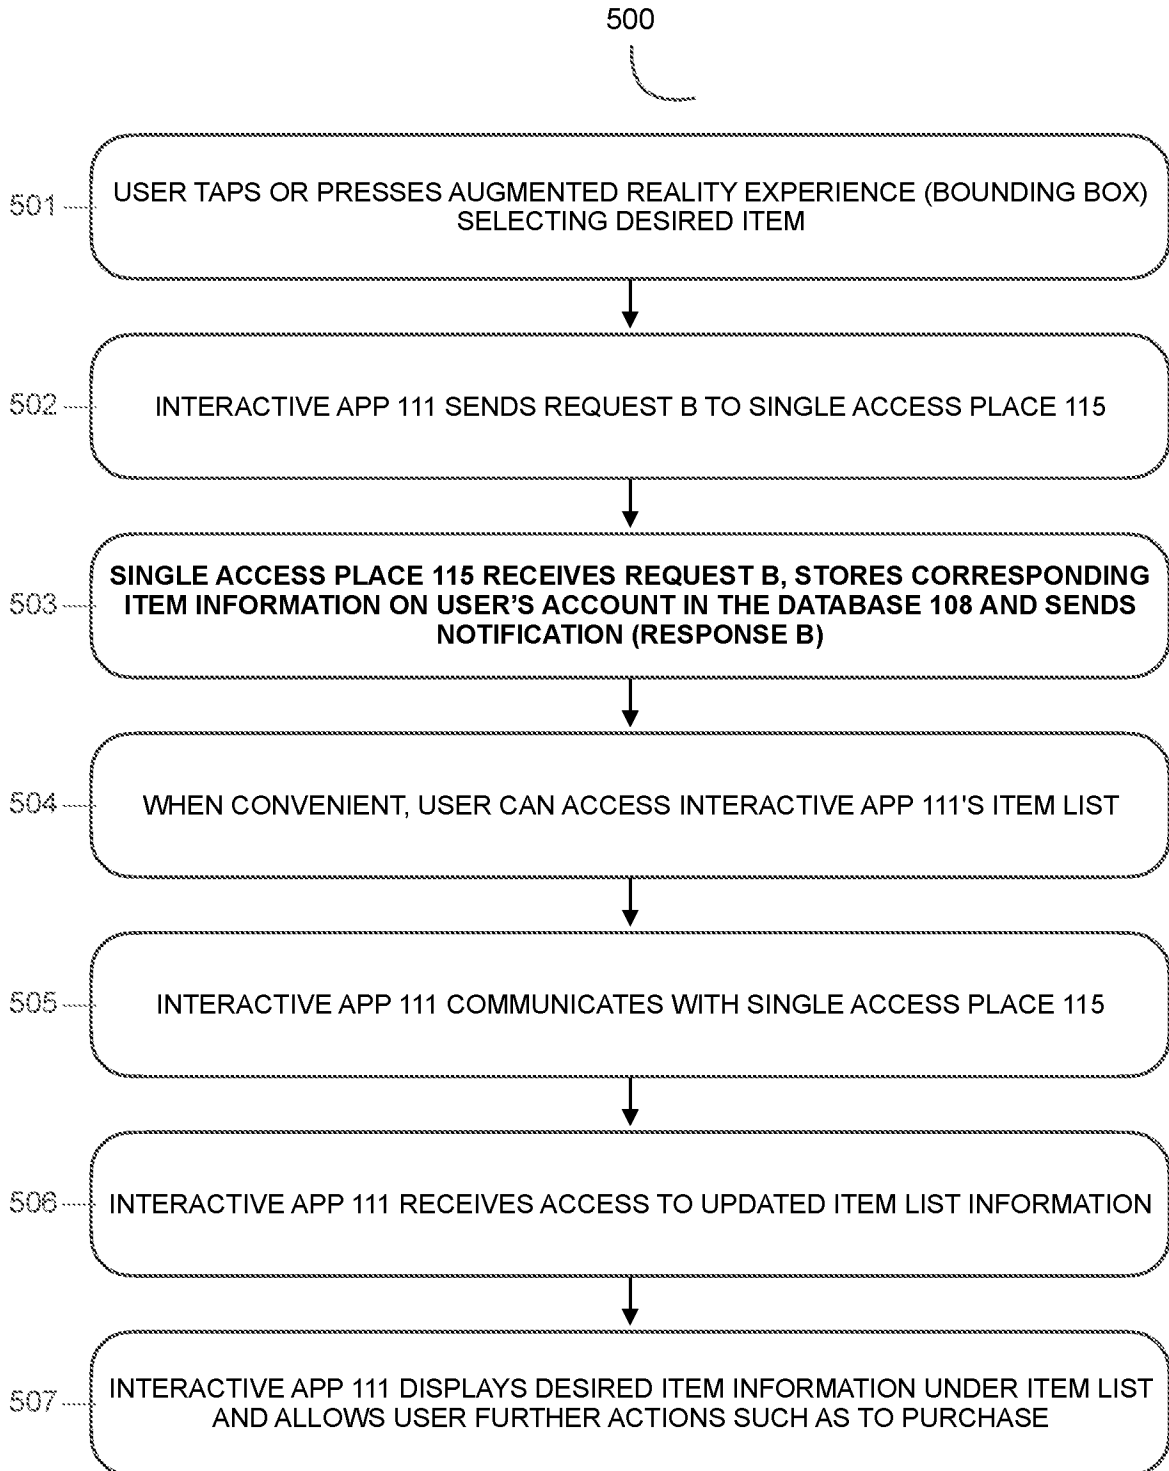 500
501
USER TAPS OR PRESSES AUGMENTED REALITY EXPERIENCE (BOUNDING BOX)
SELECTING DESIRED ITEM
502
INTERACTIVE APP 111 SENDS REQUEST B TO SINGLE ACCESS PLACE 115
503
SINGLE ACCESS PLACE 115 RECEIVES REQUEST B, STORES CORRESPONDING
ITEM INFORMATION ON USER'S ACCOUNT IN THE DATABASE 108 AND SENDS
NOTIFICATION (RESPONSE B)
504
WHEN CONVENIENT, USER CAN ACCESS INTERACTIVE APP 111'S ITEM LIST
505
INTERACTIVE APP 111 COMMUNICATES WITH SINGLE ACCESS PLACE 115
506
INTERACTIVE APP 111 RECEIVES ACCESS TO UPDATED ITEM LIST INFORMATION
507
INTERACTIVE APP 111 DISPLAYS DESIRED ITEM INFORMATION UNDER ITEM LIST
AND ALLOWS USER FURTHER ACTIONS SUCH AS TO PURCHASE